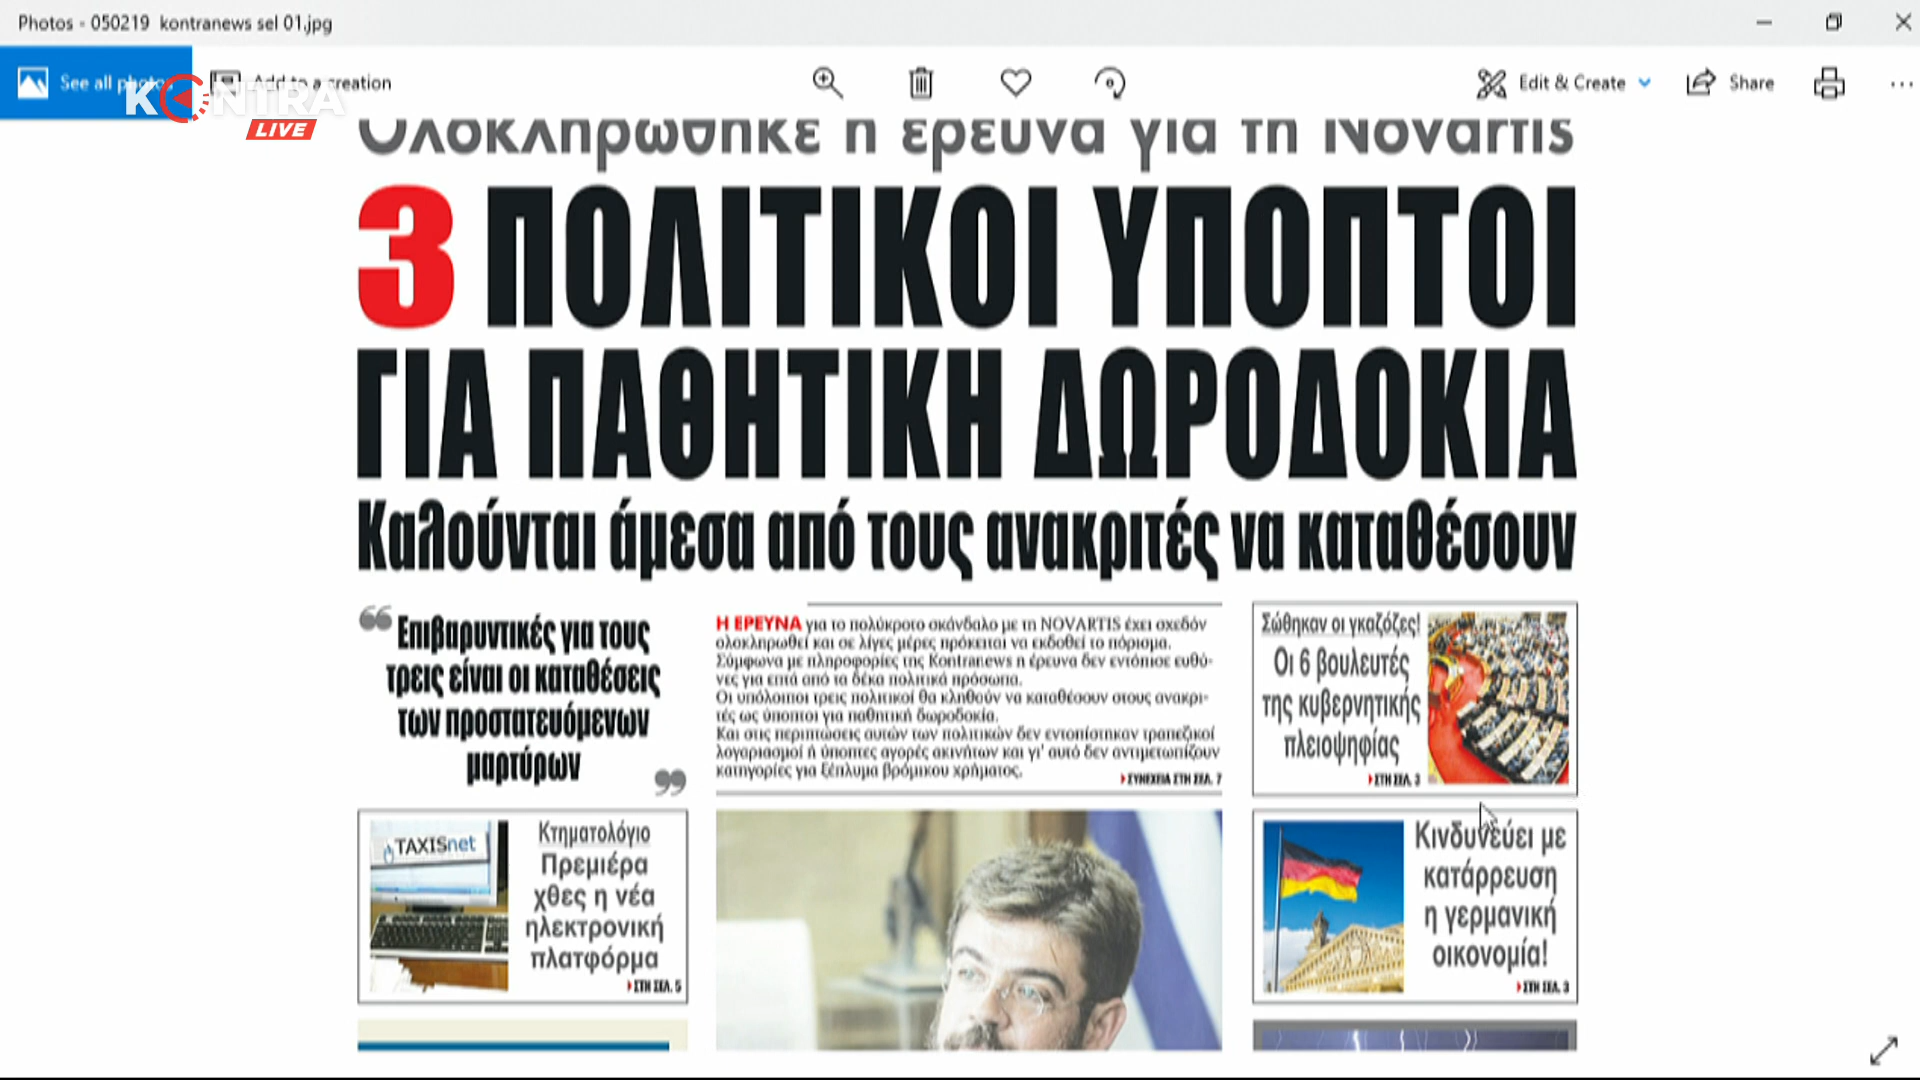 Photos - 050219 kontranews sel 01.jpg
See all photos
Add to a creation
Edit & Create
Share
KONTRA
LIVE
Ολοκληρώθηκε η έρευνα για τη Novartis
3 ΠΟΛΙΤΙΚΟΙ ΥΠΟΠΤΟΙ
ΓΙΑ ΠΑΘΗΤΙΚΗ ΔΩΡΟΔΟΚΙΑ
Καλούνται άμεσα από τους ανακριτές να καταθέσουν
“Επιβαρυντικές για τους
τρεις είναι οι καταθέσεις
των προστατευόμενων
μαρτύρων”
Η ΕΡΕΥΝΑ για το πολύκροτο σκάνδαλο με τη NOVARTIS έχει σχεδόν
ολοκληρωθεί και σε λίγες μέρες πρόκειται να εκδοθεί το πόρισμα.
Σύμφωνα με πληροφορίες της Kontranews η έρευνα δεν εντόπισε ευθύ-
νες για επτά από τα δέκα πολιτικά πρόσωπα.
Οι υπόλοιποι τρεις πολιτικοί θα κληθούν να καταθέσουν στους ανακρι-
τές ως ύποπτοι για παθητική δωροδοκία.
Και στις περιπτώσεις αυτών των πολιτικών δεν εντοπίστηκαν τραπεζικοί
λογαριασμοί ή ύποπτες αγορές ακινήτων και γι' αυτό δεν αντιμετωπίζουν
κατηγορίες για ξέπλυμα βρόμικου χρήματος.
ΣΥΝΕΧΕΙΑ ΣΤΗ ΣΕΛ. 7
Σώθηκαν οι γκαζόζες!
Οι 6 βουλευτές
της κυβερνητικής
πλειοψηφίας
ΣΤΗ ΣΕΛ. 3
TAXISnet
Κτηματολόγιο
Πρεμιέρα
χθες η νέα
ηλεκτρονική
πλατφόρμα
ΣΤΗ ΣΕΛ. 5
Κινδυνεύει με
κατάρρευση
η γερμανική
οικονομία!
ΣΤΗ ΣΕΛ. 3